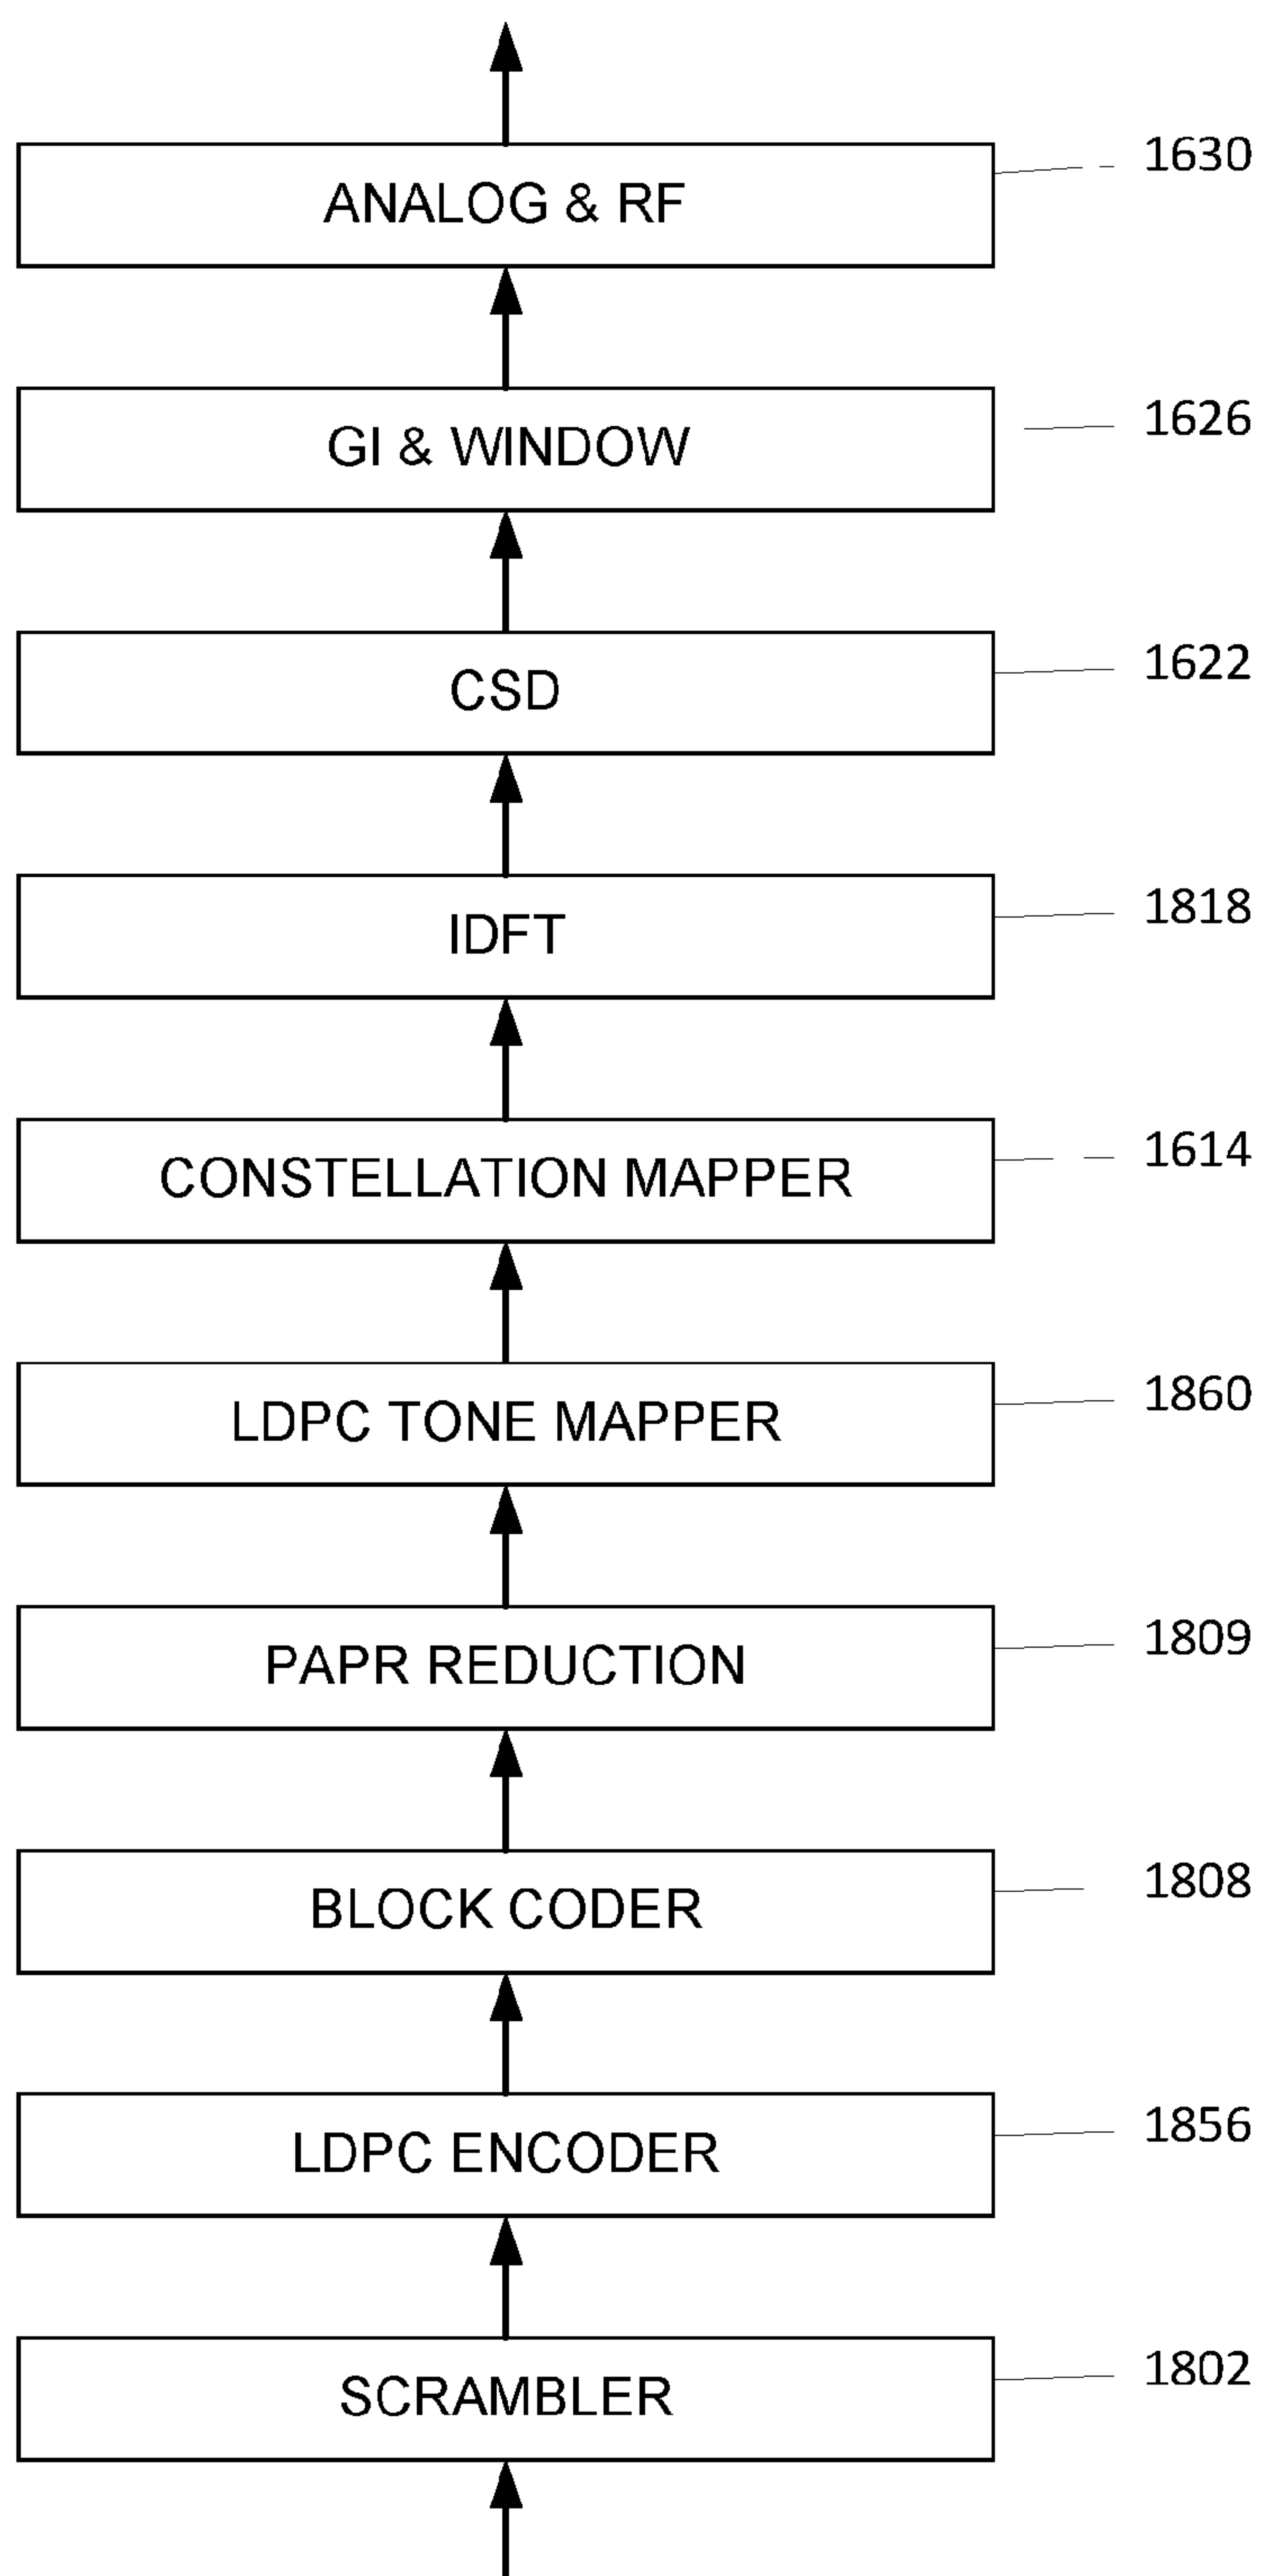 1630
ANALOG & RF
1626
GI & WINDOW
1622
CSD
1818
IDFT
1614
CONSTELLATION MAPPER
1860
LDPC TONE MAPPER
1809
PAPR REDUCTION
1808
BLOCK CODER
1856
LDPC ENCODER
1802
SCRAMBLER